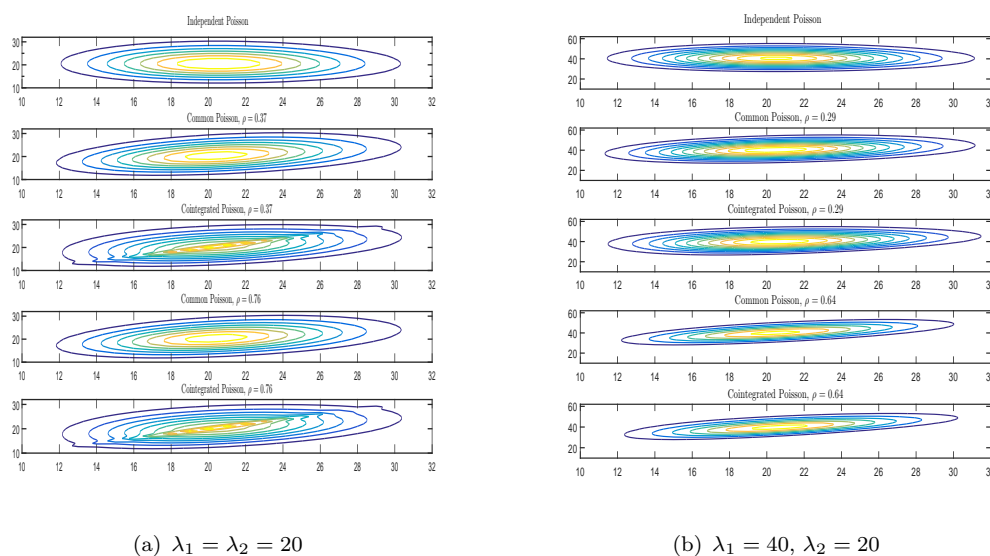 Independent Poisson
30
20
10
10 12 14 16 18 20 22 24 26 28 30 32
Common Poisson, ρ = 0.37
30
20
10
10 12 14 16 18 20 22 24 26 28 30 32
Cointegrated Poisson, ρ = 0.37
30
20
10
10 12 14 16 18 20 22 24 26 28 30 32
Common Poisson, ρ = 0.76
30
20
10 12 14 16 18 20 22 24 26 28 30 32
Cointegrated Poisson, ρ = 0.76
30
20
10
10 12 14 16 18 20 22 24 26 28 30 32
(a) λ1 = λ2 = 20
Independent Poisson
60
40
20
10 12 14 16 18 20 22 24 26 28 30 32
Common Poisson, ρ = 0.29
60
40
20
10 12 14 16 18 20 22 24 26 28 30 32
Cointegrated Poisson, ρ = 0.29
60
40
20
10 12 14 16 18 20 22 24 26 28 30 32
Common Poisson, ρ = 0.64
60
40
20
10 12 14 16 18 20 22 24 26 28 30 32
Cointegrated Poisson, ρ = 0.64
60
40
20
10 12 14 16 18 20 22 24 26 28 30
(b) λ1 = 40, λ2 = 20